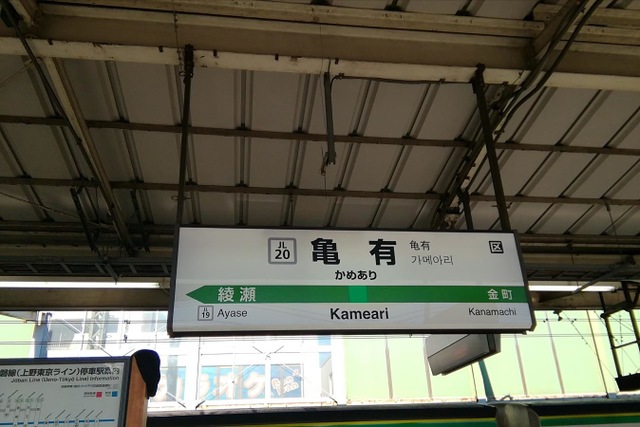 JL
20
亀有
亀有
가메아리
区
かめあり
綾瀬
金町
JL
19
Ayase
Kameari
Kanamachi
磐線(上野東京ライン)停車駅案内
Joban Line (Ueno-Tokyo Line) Information